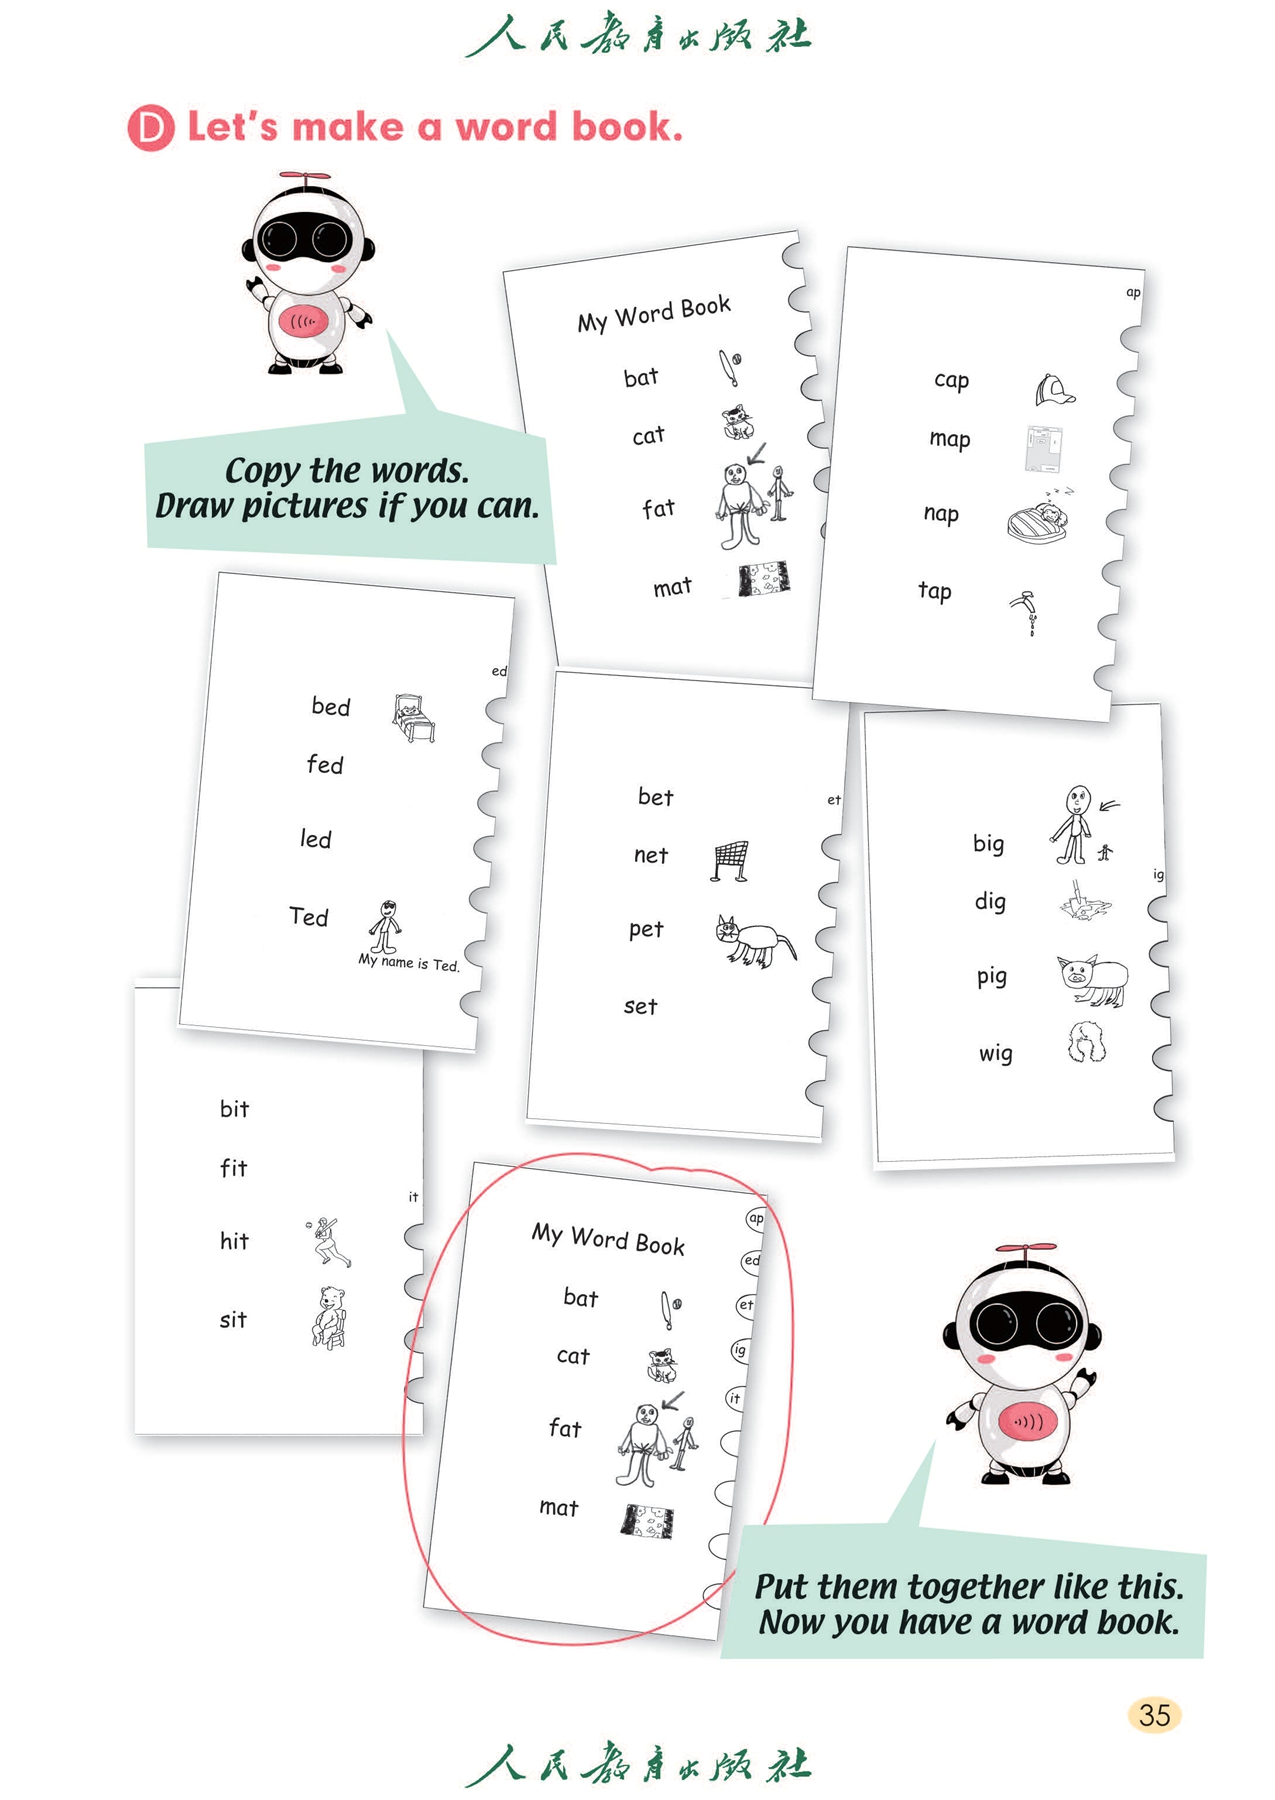 人民教育出版社
D Let's make a word book.
Copy the words.
Draw pictures if you can.
My Word Book
bat
cat
fat
mat
ap
cap
map
nap
tap
ed
bed
fed
led
Ted
My name is Ted.
et
bet
net
pet
set
ig
big
dig
pig
wig
it
bit
fit
hit
sit
My Word Book
bat
cat
fat
mat
ap
ed
et
ig
it
Put them together like this.
Now you have a word book.
35
人民教育出版社